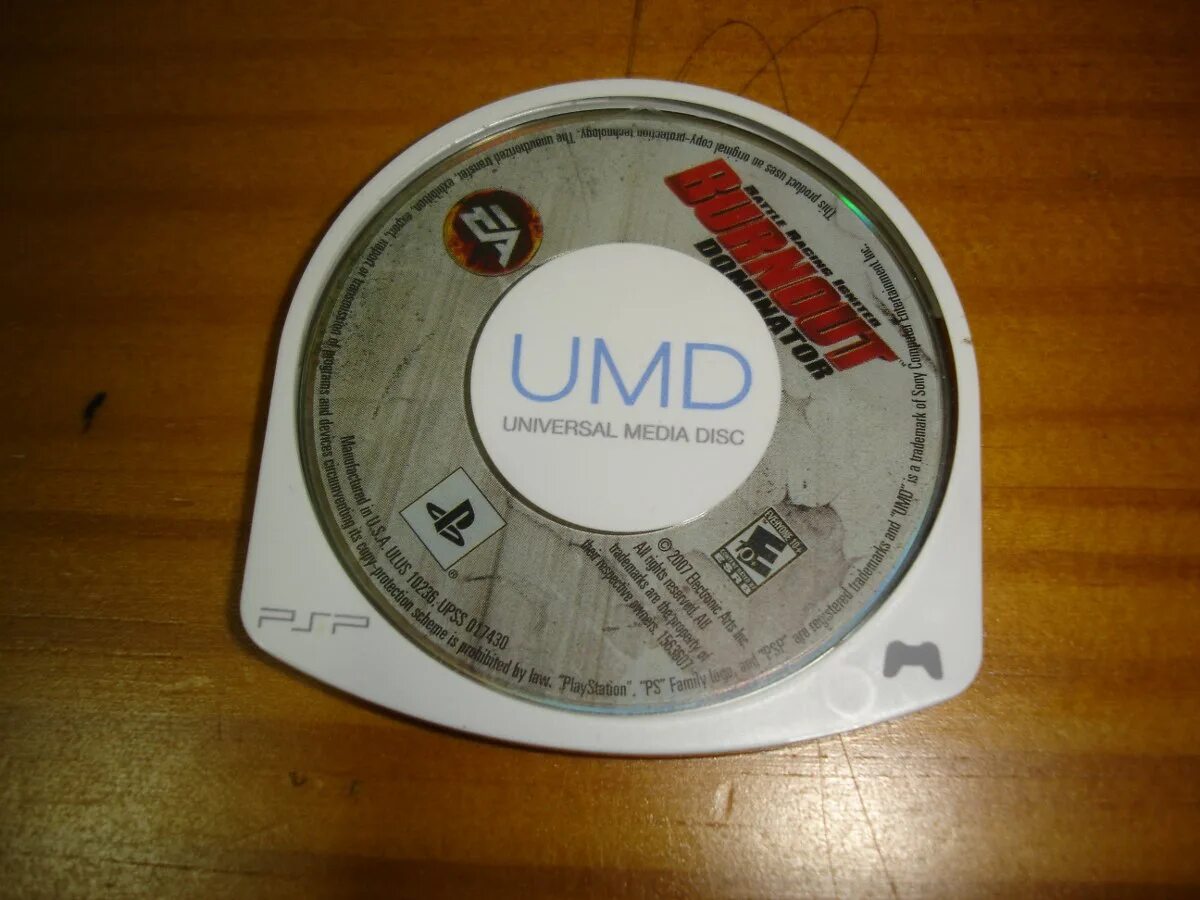 BATTLE RACING IGNITED
BURNOUT™
DOMINATOR
EA
UMD
UNIVERSAL MEDIA DISC
EVERYONE 10+
E
10+
ESRB
®
© 2007 Electronic Arts Inc.
All rights reserved. All
trademarks are the property of
their respective owners. 1563607
Manufactured in U.S.A. ULUS 10236, UPSS 017430
This product uses an original copy-protection technology. The unauthorized transfer, exhibition, export, import or transmission of programs and devices circumventing its copy-protection scheme is prohibited by law. "PlayStation", "PS" Family logo, and "PSP" are registered trademarks and "UMD" is a trademark of Sony Computer Entertainment Inc.
PSP